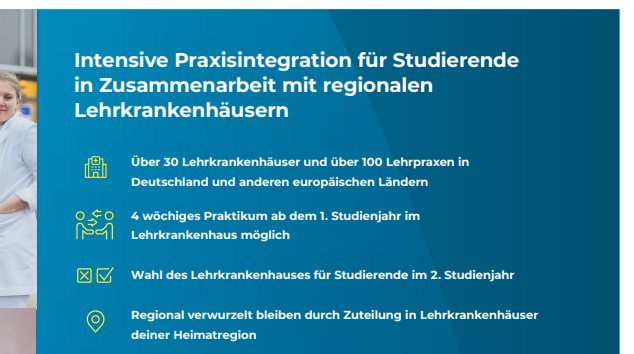 Intensive Praxisintegration für Studierende
in Zusammenarbeit mit regionalen
Lehrkrankenhäusern
Über 30 Lehrkrankenhäuser und über 100 Lehrpraxen in
Deutschland und anderen europäischen Ländern
4 wöchiges Praktikum ab dem 1. Studienjahr im
Lehrkrankenhaus möglich
Wahl des Lehrkrankenhauses für Studierende im 2. Studienjahr
Regional verwurzelt bleiben durch Zuteilung in Lehrkrankenhäuser
deiner Heimatregion